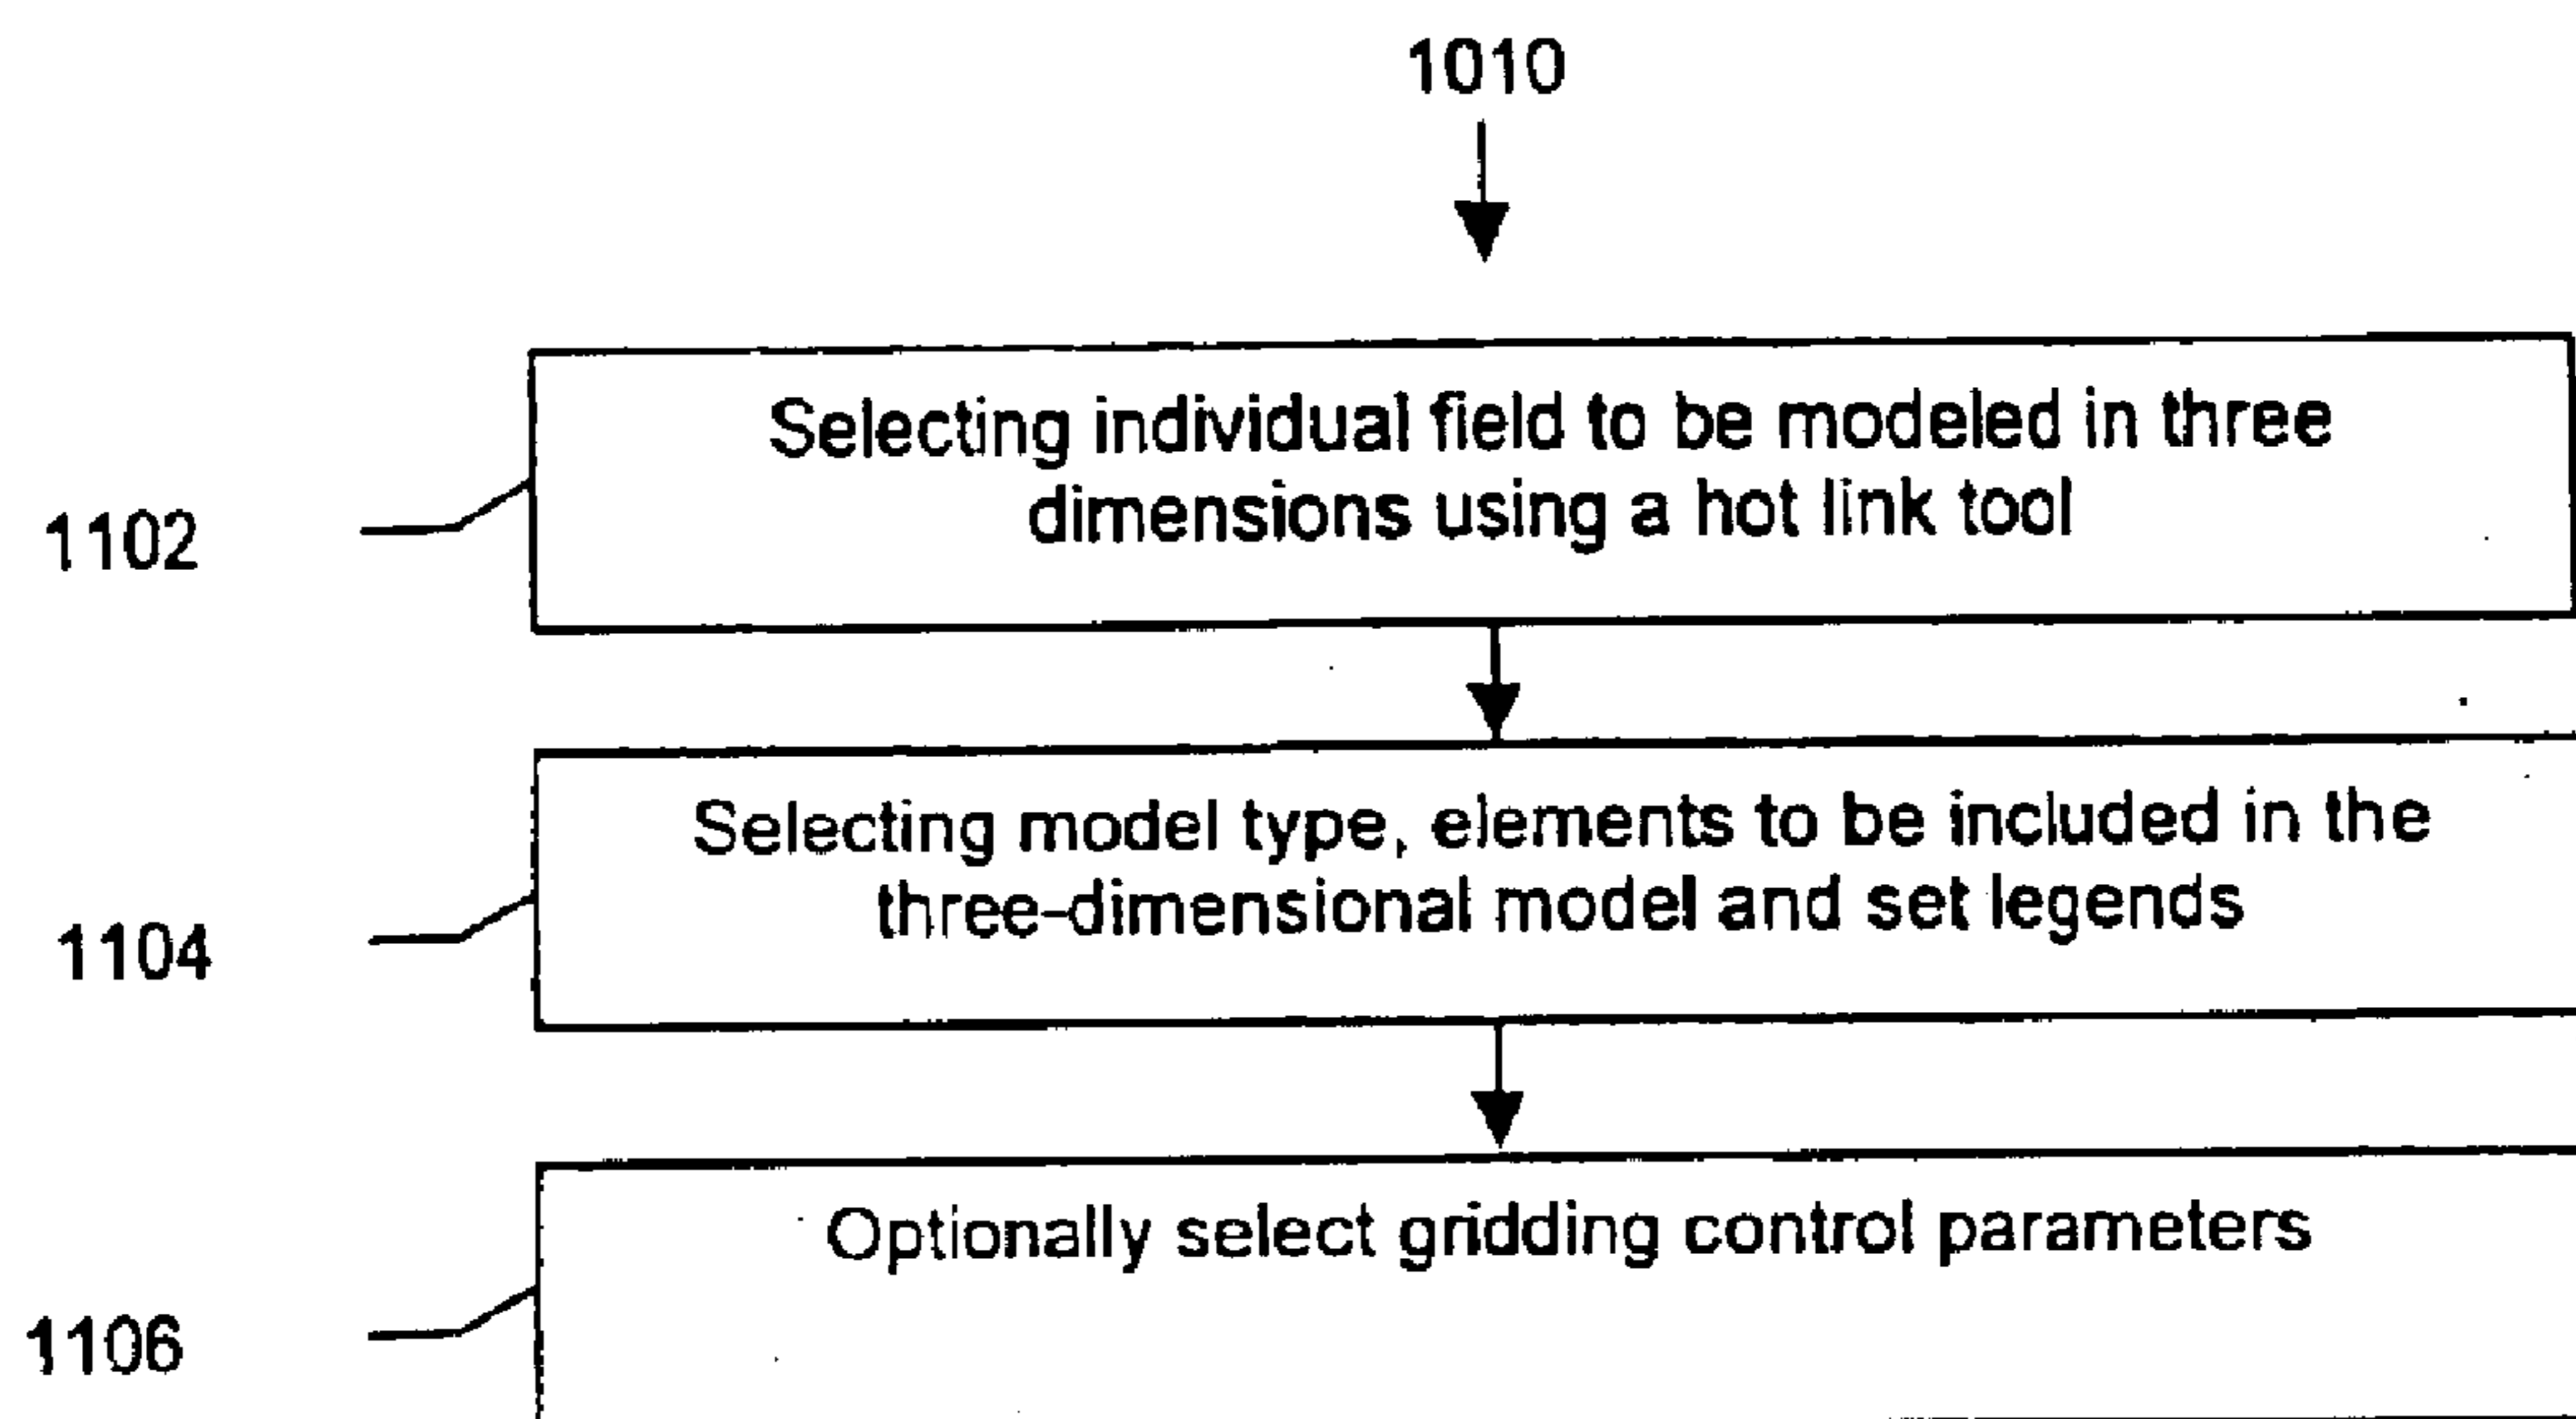 1010
Selecting individual field to be modeled in three
dimensions using a hot link tool
1102
Selecting model type, elements to be included in the
three-dimensional model and set legends
1104
Optionally select gridding control parameters
1106